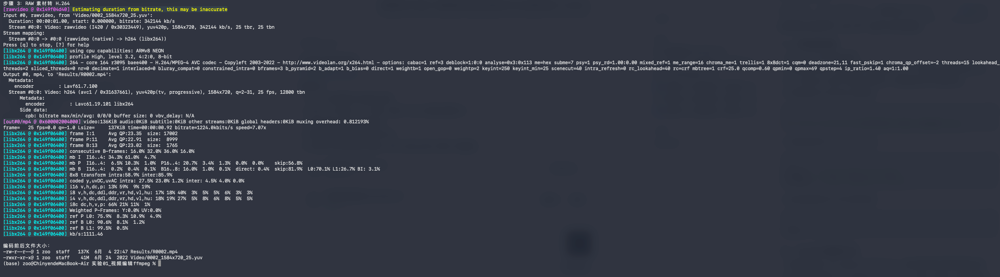 步骤 3: RAW 素材转 H.264
[rawvideo @ 0x149f04d40] Estimating duration from bitrate, this may be inaccurate
Input #0, rawvideo, from 'Video/0002_1584x720_25.yuv':
  Duration: 00:00:01.00, start: 0.000000, bitrate: 342144 kb/s
  Stream #0:0: Video: rawvideo (I420 / 0x30323449), yuv420p, 1584x720, 342144 kb/s, 25 tbr, 25 tbn
Stream mapping:
  Stream #0:0 -> #0:0 (rawvideo (native) -> h264 (libx264))
Press [q] to stop, [?] for help
[libx264 @ 0x149f06400] using cpu capabilities: ARMv8 NEON
[libx264 @ 0x149f06400] profile High, level 3.2, 4:2:0, 8-bit
[libx264 @ 0x149f06400] 264 - core 164 r3095 baee400 - H.264/MPEG-4 AVC codec - Copyleft 2003-2022 - http://www.videolan.org/x264.html - options: cabac=1 ref=3 deblock=1:0:0 analyse=0x3:0x113 me=hex subme=7 psy=1 psy_rd=1.00:0.00 mixed_ref=1 me_range=16 chroma_me=1 trellis=1 8x8dct=1 cqm=0 deadzone=21,11 fast_pskip=1 chroma_qp_offset=-2 threads=15 lookahead_
threads=2 sliced_threads=0 nr=0 decimate=1 interlaced=0 bluray_compat=0 constrained_intra=0 bframes=3 b_pyramid=2 b_adapt=1 b_bias=0 direct=1 weightb=1 open_gop=0 weightp=2 keyint=250 keyint_min=25 scenecut=40 intra_refresh=0 rc_lookahead=40 rc=crf mbtree=1 crf=25.0 qcomp=0.60 qpmin=0 qpmax=69 qpstep=4 ip_ratio=1.40 aq=1:1.00
Output #0, mp4, to 'Results/R0002.mp4':
  Metadata:
    encoder         : Lavf61.7.100
  Stream #0:0: Video: h264 (avc1 / 0x31637661), yuv420p(tv, progressive), 1584x720, q=2-31, 25 fps, 12800 tbn
      Metadata:
        encoder         : Lavc61.19.101 libx264
      Side data:
        cpb: bitrate max/min/avg: 0/0/0 buffer size: 0 vbv_delay: N/A
[out#0/mp4 @ 0x600002004000] video:136KiB audio:0KiB subtitle:0KiB other streams:0KiB global headers:0KiB muxing overhead: 0.812193%
frame=   25 fps=0.0 q=-1.0 Lsize=     137KiB time=00:00:00.92 bitrate=1224.0kbits/s speed=7.07x
[libx264 @ 0x149f06400] frame I:1     Avg QP:23.35  size: 17002
[libx264 @ 0x149f06400] frame P:11    Avg QP:22.91  size:  8999
[libx264 @ 0x149f06400] frame B:13    Avg QP:23.02  size:  1765
[libx264 @ 0x149f06400] consecutive B-frames: 16.0% 32.0% 36.0% 16.0%
[libx264 @ 0x149f06400] mb I  I16..4: 34.3% 61.0%  4.7%
[libx264 @ 0x149f06400] mb P  I16..4:  6.5% 10.3%  1.0%  P16..4: 20.7%  3.4%  1.3%  0.0%  0.0%    skip:56.8%
[libx264 @ 0x149f06400] mb B  I16..4:  0.2%  0.4%  0.1%  B16..8: 16.0%  1.0%  0.1%  direct: 0.4%  skip:81.9%  L0:70.1% L1:26.7% BI: 3.1%
[libx264 @ 0x149f06400] 8x8 transform intra:58.9% inter:85.9%
[libx264 @ 0x149f06400] coded y,uvDC,uvAC intra: 27.5% 23.0% 1.2% inter: 4.5% 4.0% 0.0%
[libx264 @ 0x149f06400] i16 v,h,dc,p: 13% 59%  9% 19%
[libx264 @ 0x149f06400] i8 v,h,dc,ddl,ddr,vr,hd,vl,hu: 17% 18% 40%  3%  5%  5%  6%  3%  3%
[libx264 @ 0x149f06400] i4 v,h,dc,ddl,ddr,vr,hd,vl,hu: 18% 19% 27%  5%  8%  6%  8%  5%  5%
[libx264 @ 0x149f06400] i8c dc,h,v,p: 66% 21% 11%  1%
[libx264 @ 0x149f06400] Weighted P-Frames: Y:0.0% UV:0.0%
[libx264 @ 0x149f06400] ref P L0: 75.9%  8.3% 10.9%  4.9%
[libx264 @ 0x149f06400] ref B L0: 90.6%  8.1%  1.2%
[libx264 @ 0x149f06400] ref B L1: 99.5%  0.5%
[libx264 @ 0x149f06400] kb/s:1111.46
编码前后文件大小:
-rw-r--r--@ 1 zoo  staff   137K  6月  4 22:47 Results/R0002.mp4
-rwxr-xr-x@ 1 zoo  staff    41M  6月 24  2022 Video/0002_1584x720_25.yuv
(base) zoo@ChinyendeMacBook-Air 实验01_视频编辑ffmpeg %